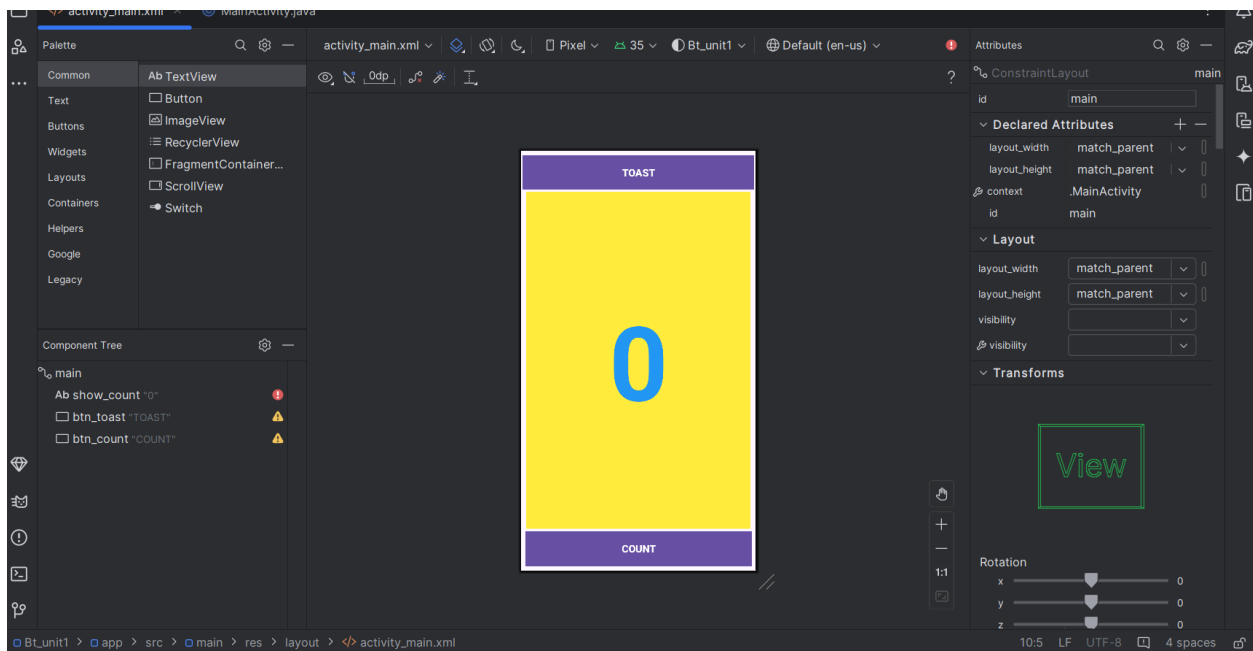 activity_main.xml MainActivity.java
Palette
activity_main.xml Pixel 35 Bt_unit1 Default (en-us)
Attributes
Common
Text
Buttons
Widgets
Layouts
Containers
Helpers
Google
Legacy
Ab TextView
Button
ImageView
RecyclerView
FragmentContainer...
ScrollView
Switch
0dp
?
TOAST
0
COUNT
1:1
Component Tree
main
Ab show_count "0"
btn_toast "TOAST"
btn_count "COUNT"
ConstraintLayout main
id main
Declared Attributes
layout_width match_parent
layout_height match_parent
context .MainActivity
id main
Layout
layout_width match_parent
layout_height match_parent
visibility
visibility
Transforms
View
Rotation
x 0
y 0
z 0
Bt_unit1 > app > src > main > res > layout > activity_main.xml
10:5 LF UTF-8 4 spaces